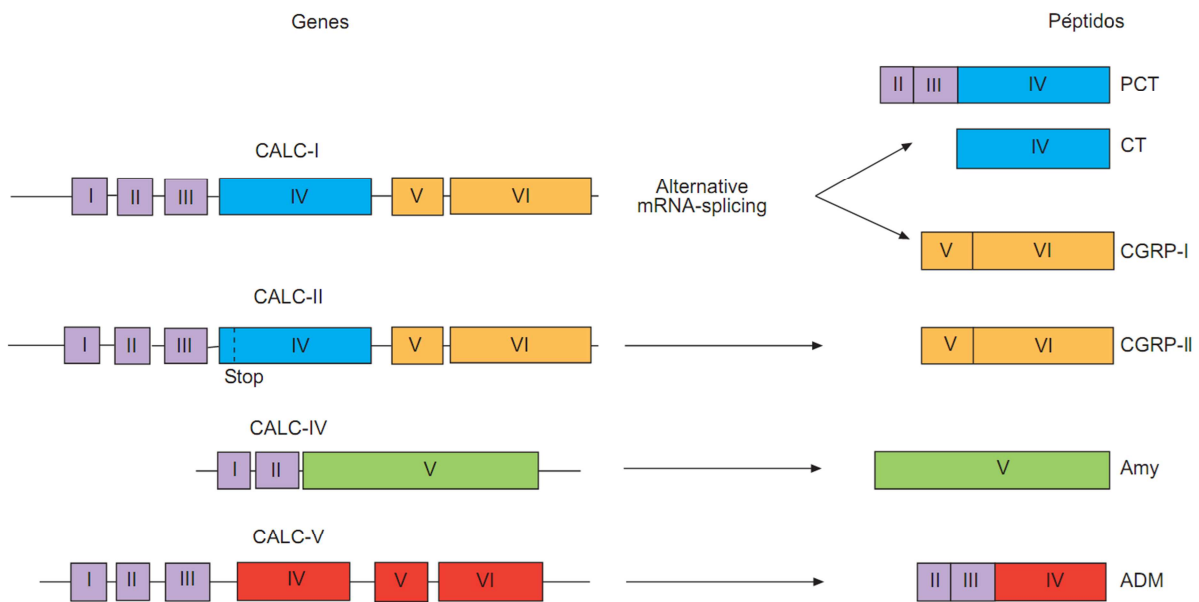 Genes
Péptidos
II III IV PCT
IV CT
CALC-I
I II III IV V VI
Alternative
mRNA-splicing
V VI CGRP-I
CALC-II
I II III IV V VI
Stop
V VI CGRP-II
CALC-IV
I II V
V Amy
CALC-V
I II III IV V VI
II III IV ADM